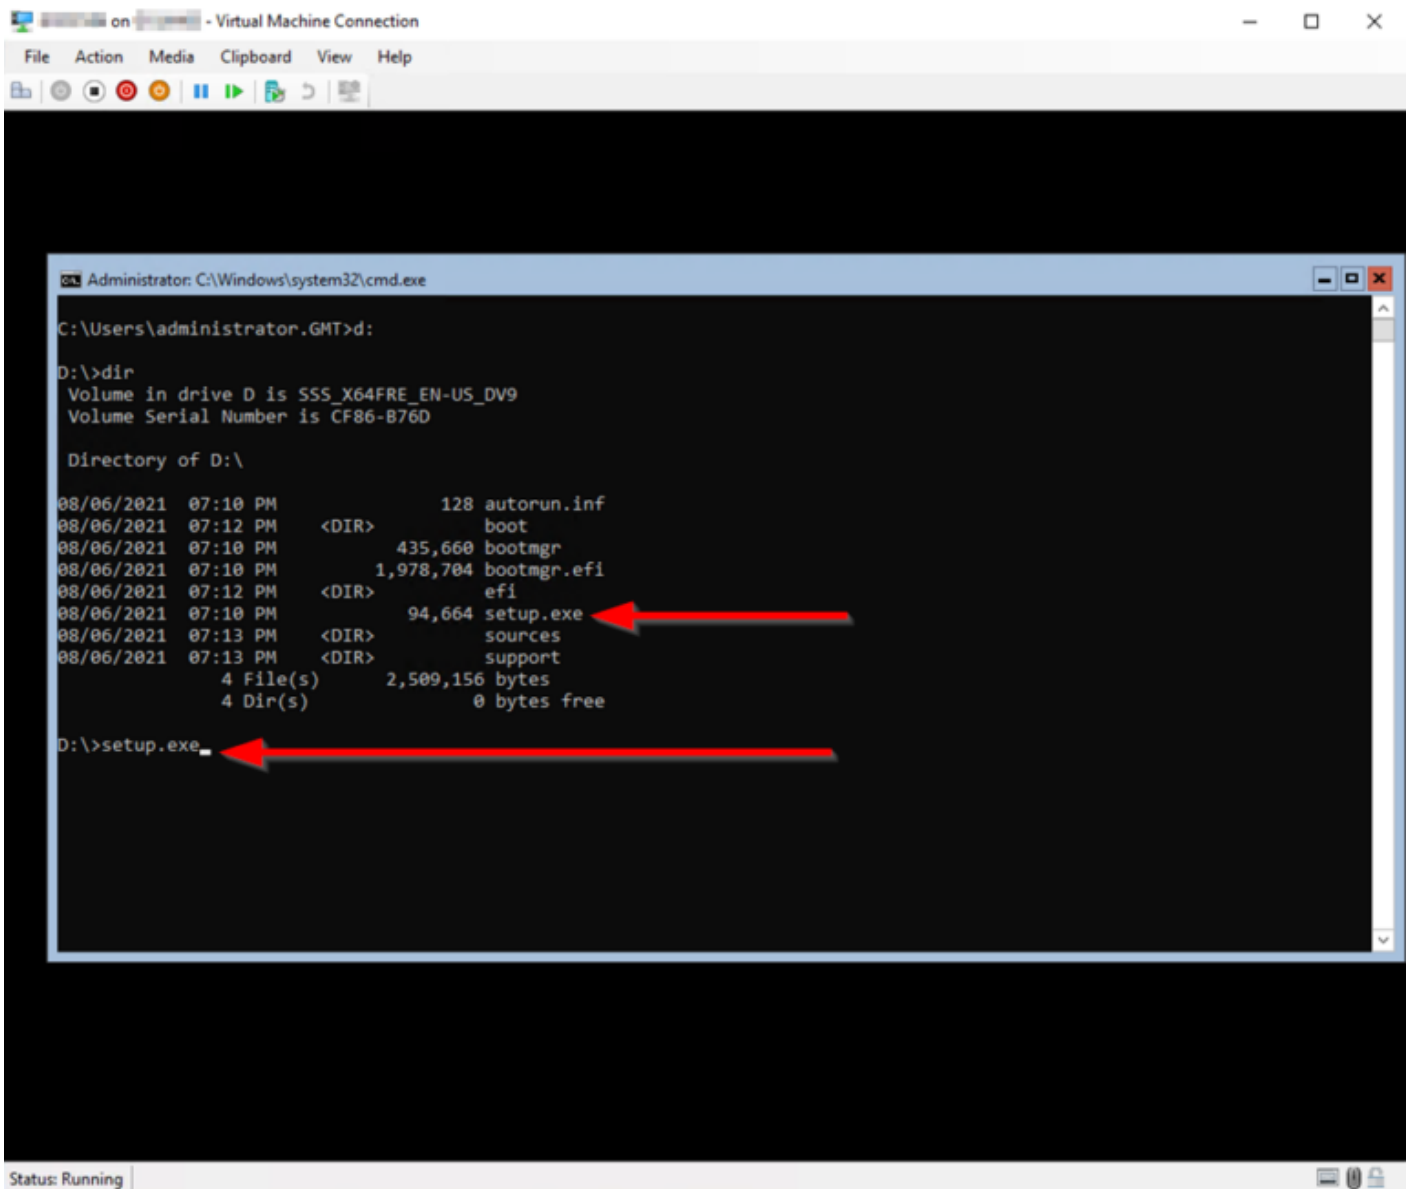 on - Virtual Machine Connection
File Action Media Clipboard View Help
Administrator: C:\Windows\system32\cmd.exe
C:\Users\administrator.GMT>d:
D:\>dir
Volume in drive D is SSS_X64FRE_EN-US_DV9
Volume Serial Number is CF86-B76D
Directory of D:\
08/06/2021 07:10 PM 128 autorun.inf
08/06/2021 07:12 PM <DIR> boot
08/06/2021 07:10 PM 435,660 bootmgr
08/06/2021 07:10 PM 1,978,704 bootmgr.efi
08/06/2021 07:12 PM <DIR> efi
08/06/2021 07:10 PM 94,664 setup.exe
08/06/2021 07:13 PM <DIR> sources
08/06/2021 07:13 PM <DIR> support
4 File(s) 2,509,156 bytes
4 Dir(s) 0 bytes free
D:\>setup.exe
Status: Running